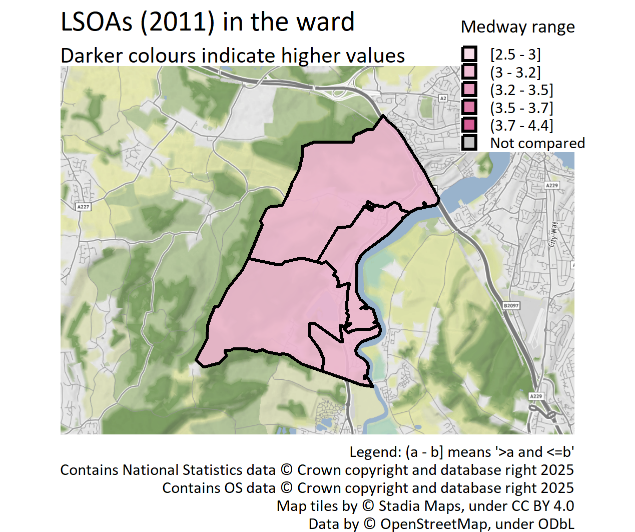 LSOAs (2011) in the ward
Darker colours indicate higher values
Medway range
[2.5 - 3]
(3 - 3.2]
(3.2 - 3.5]
(3.5 - 3.7]
(3.7 - 4.4]
Not compared
A2
A227
A229
City Way
B2097
A229
Legend: (a - b] means '>a and <=b'
Contains National Statistics data © Crown copyright and database right 2025
Contains OS data © Crown copyright and database right 2025
Map tiles by © Stadia Maps, under CC BY 4.0
Data by © OpenStreetMap, under ODbL